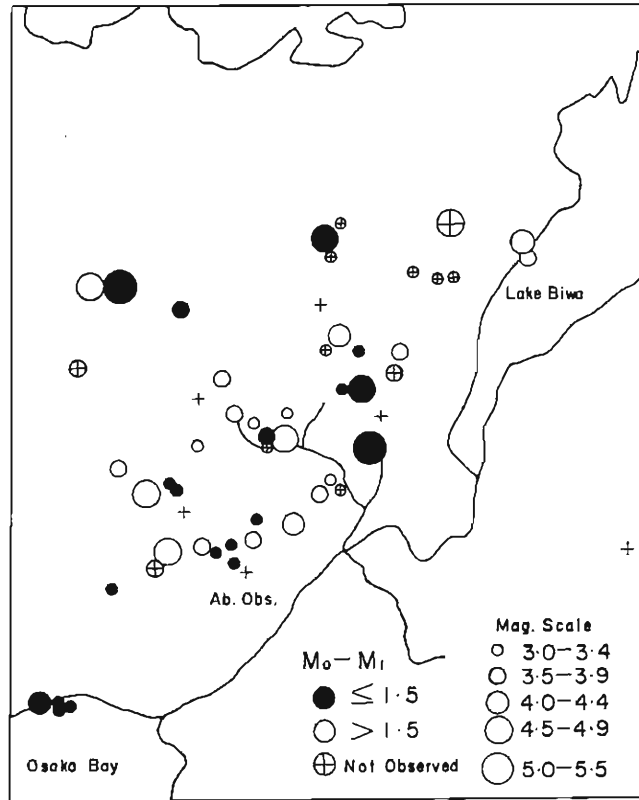 Lake Biwa
Ab. Obs.
Mₒ–M₁
≤ 1·5
> 1·5
Not Observed
Mag. Scale
3·0–3·4
3·5–3·9
4·0–4·4
4·5–4·9
5·0–5·5
Osaka Bay